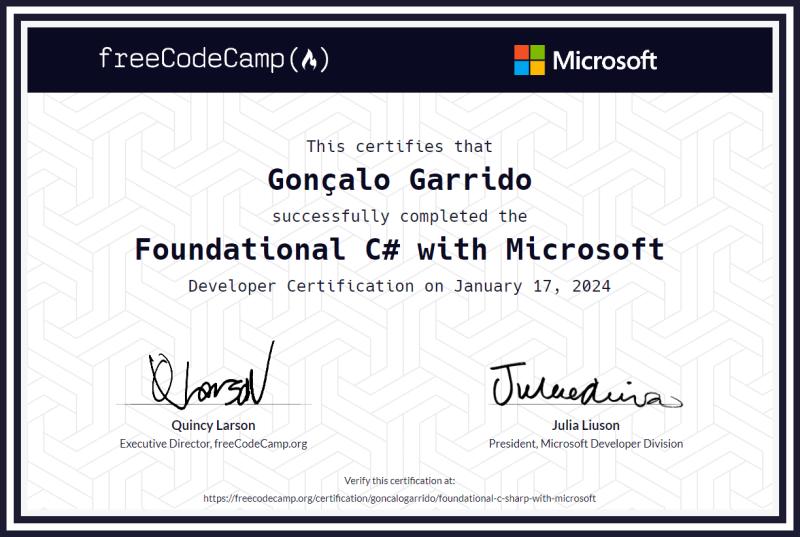 freeCodeCamp(🔥) Microsoft
This certifies that
Gonçalo Garrido
successfully completed the
Foundational C# with Microsoft
Developer Certification on January 17, 2024
Quincy Larson
Executive Director, freeCodeCamp.org
Julia Liuson
President, Microsoft Developer Division
Verify this certification at:
https://freecodecamp.org/certification/goncalogarrido/foundational-c-sharp-with-microsoft